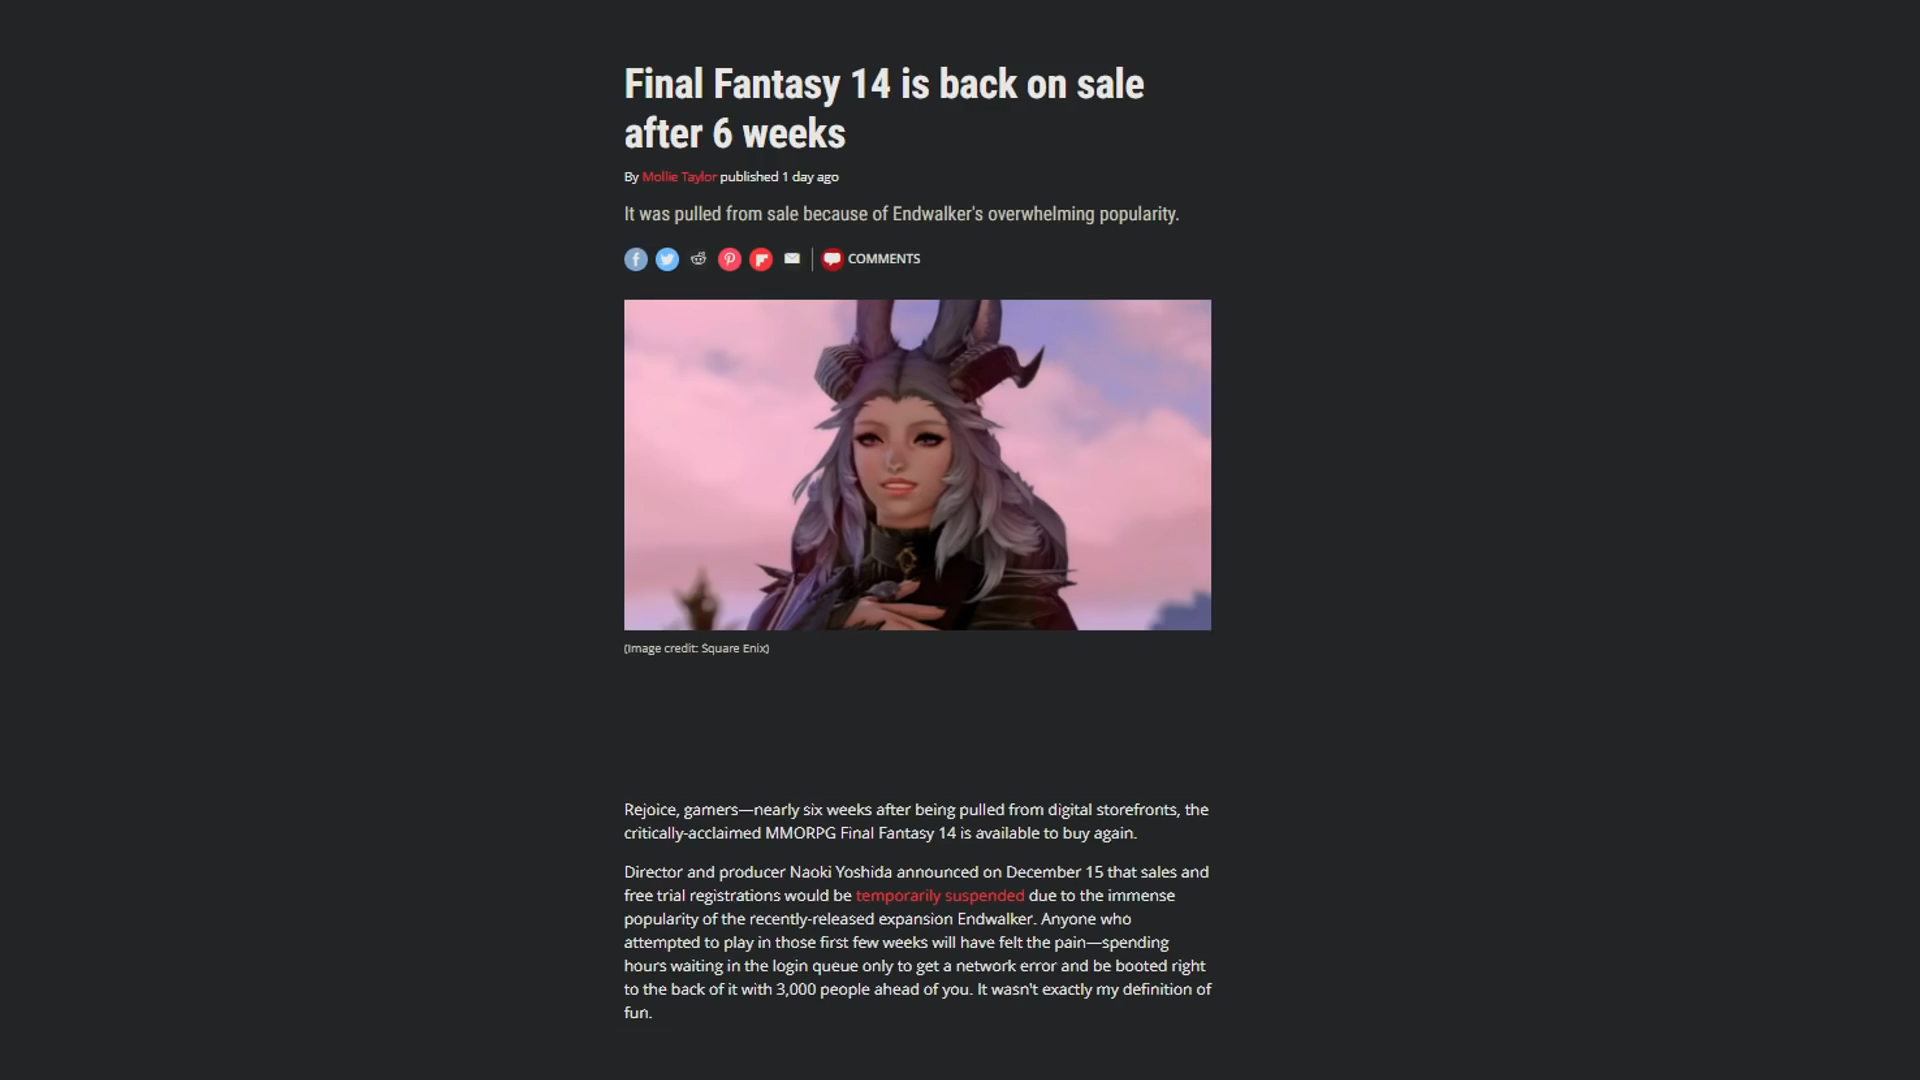 Final Fantasy 14 is back on sale
after 6 weeks
By Mollie Taylor published 1 day ago
It was pulled from sale because of Endwalker's overwhelming popularity.
COMMENTS
(Image credit: Square Enix)
Rejoice, gamers—nearly six weeks after being pulled from digital storefronts, the
critically-acclaimed MMORPG Final Fantasy 14 is available to buy again.
Director and producer Naoki Yoshida announced on December 15 that sales and
free trial registrations would be temporarily suspended due to the immense
popularity of the recently-released expansion Endwalker. Anyone who
attempted to play in those first few weeks will have felt the pain—spending
hours waiting in the login queue only to get a network error and be booted right
to the back of it with 3,000 people ahead of you. It wasn't exactly my definition of
fun.